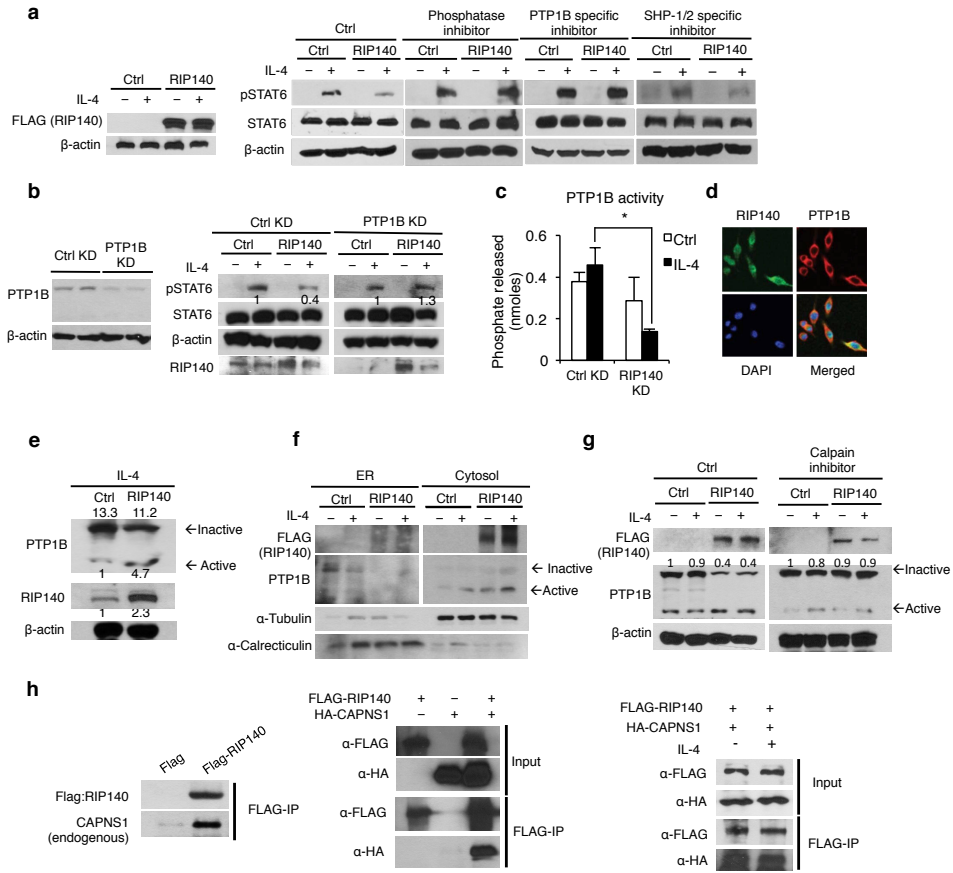 a
Ctrl
Phosphatase
inhibitor
PTP1B specific
inhibitor
SHP-1/2 specific
inhibitor
Ctrl RIP140 Ctrl RIP140 Ctrl RIP140 Ctrl RIP140
IL-4 – + – + – + – + – + – + – + – +
pSTAT6
STAT6
β-actin
Ctrl RIP140
IL-4
– + – +
FLAG (RIP140)
β-actin
b
Ctrl KD PTP1B
KD
PTP1B
β-actin
Ctrl KD PTP1B KD
Ctrl RIP140 Ctrl RIP140
IL-4 – + – + – + – +
pSTAT6
1 0.4 1 1.3
STAT6
β-actin
RIP140
c
PTP1B activity
*
Phosphate released
(nmoles)
0.6
0.4
0.2
0
Ctrl
IL-4
Ctrl KD RIP140
KD
d
RIP140 PTP1B
DAPI Merged
e
IL-4
Ctrl RIP140
13.3 11.2
PTP1B
←Inactive
← Active
1 4.7
RIP140
1 2.3
β-actin
f
ER Cytosol
Ctrl RIP140 Ctrl RIP140
IL-4 – + – + – + – +
FLAG
(RIP140)
PTP1B
← Inactive
←Active
α-Tubulin
α-Calrecticulin
g
Ctrl Calpain
inhibitor
Ctrl RIP140 Ctrl RIP140
IL-4 – + – + – + – +
FLAG
(RIP140)
1 0.9 0.4 0.4 1 0.8 0.9 0.9
←Inactive
PTP1B
←Active
β-actin
h
Flag Flag-RIP140
Flag:RIP140
CAPNS1
(endogenous)
FLAG-IP
FLAG-RIP140 + – +
HA-CAPNS1 – + +
α-FLAG
α-HA
Input
α-FLAG
α-HA
FLAG-IP
FLAG-RIP140 + +
HA-CAPNS1 + +
IL-4 - +
α-FLAG
α-HA
Input
α-FLAG
α-HA
FLAG-IP